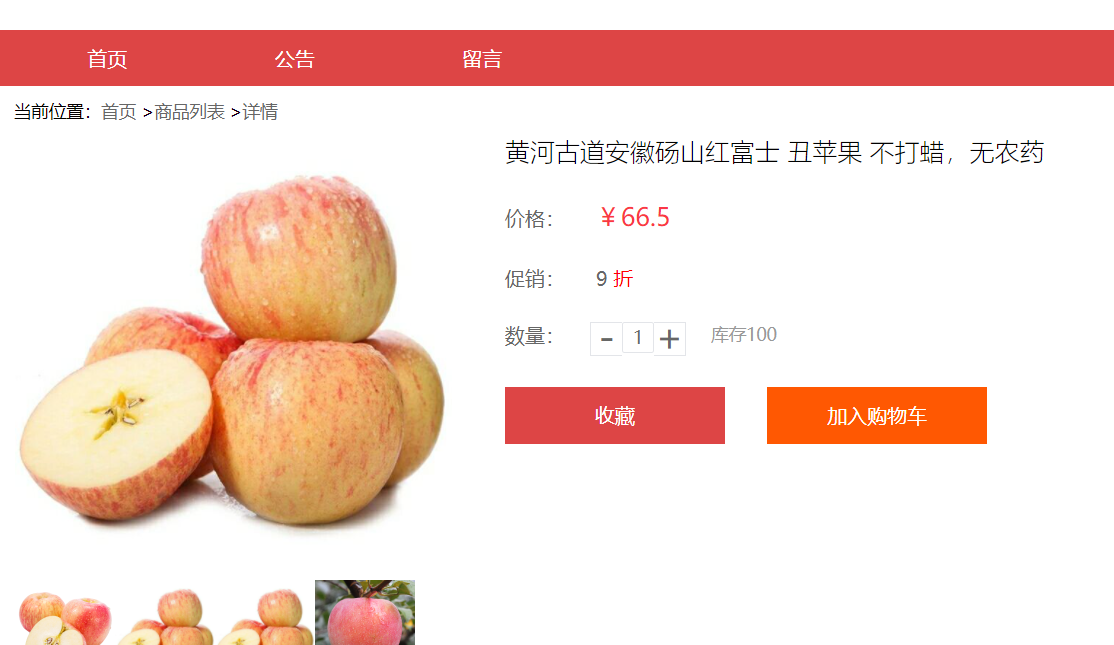 首页 公告 留言
当前位置：首页 >商品列表 >详情
黄河古道安徽砀山红富士 丑苹果 不打蜡，无农药
价格： ￥66.5
促销： 9 折
数量： - 1 + 库存100
收藏 加入购物车